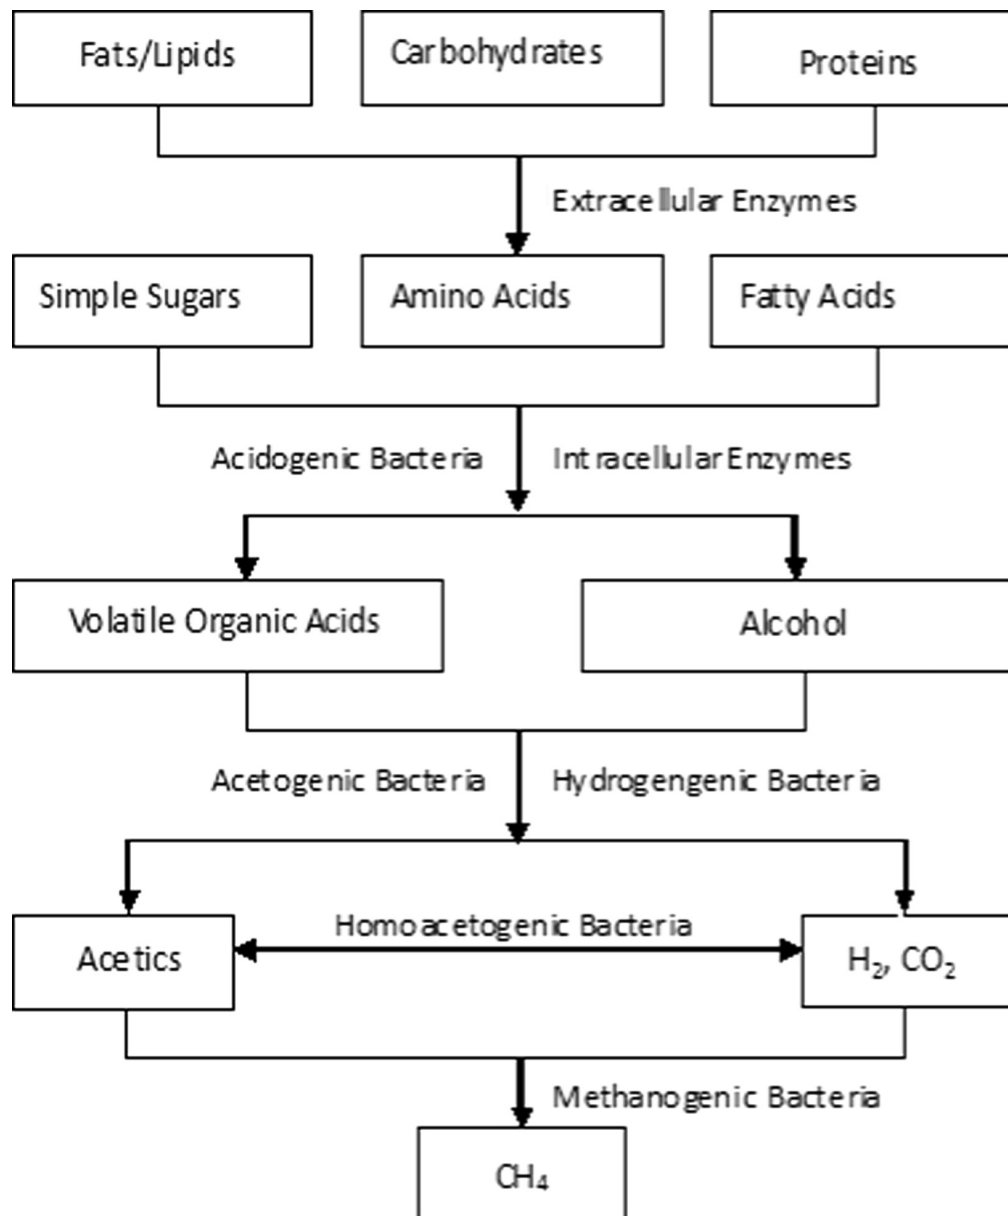 Fats/Lipids
Carbohydrates
Proteins
Extracellular Enzymes
Simple Sugars
Amino Acids
Fatty Acids
Acidogenic Bacteria
Intracellular Enzymes
Volatile Organic Acids
Alcohol
Acetogenic Bacteria
Hydrogengenic Bacteria
Homoacetogenic Bacteria
Acetics
H₂, CO₂
Methanogenic Bacteria
CH₄